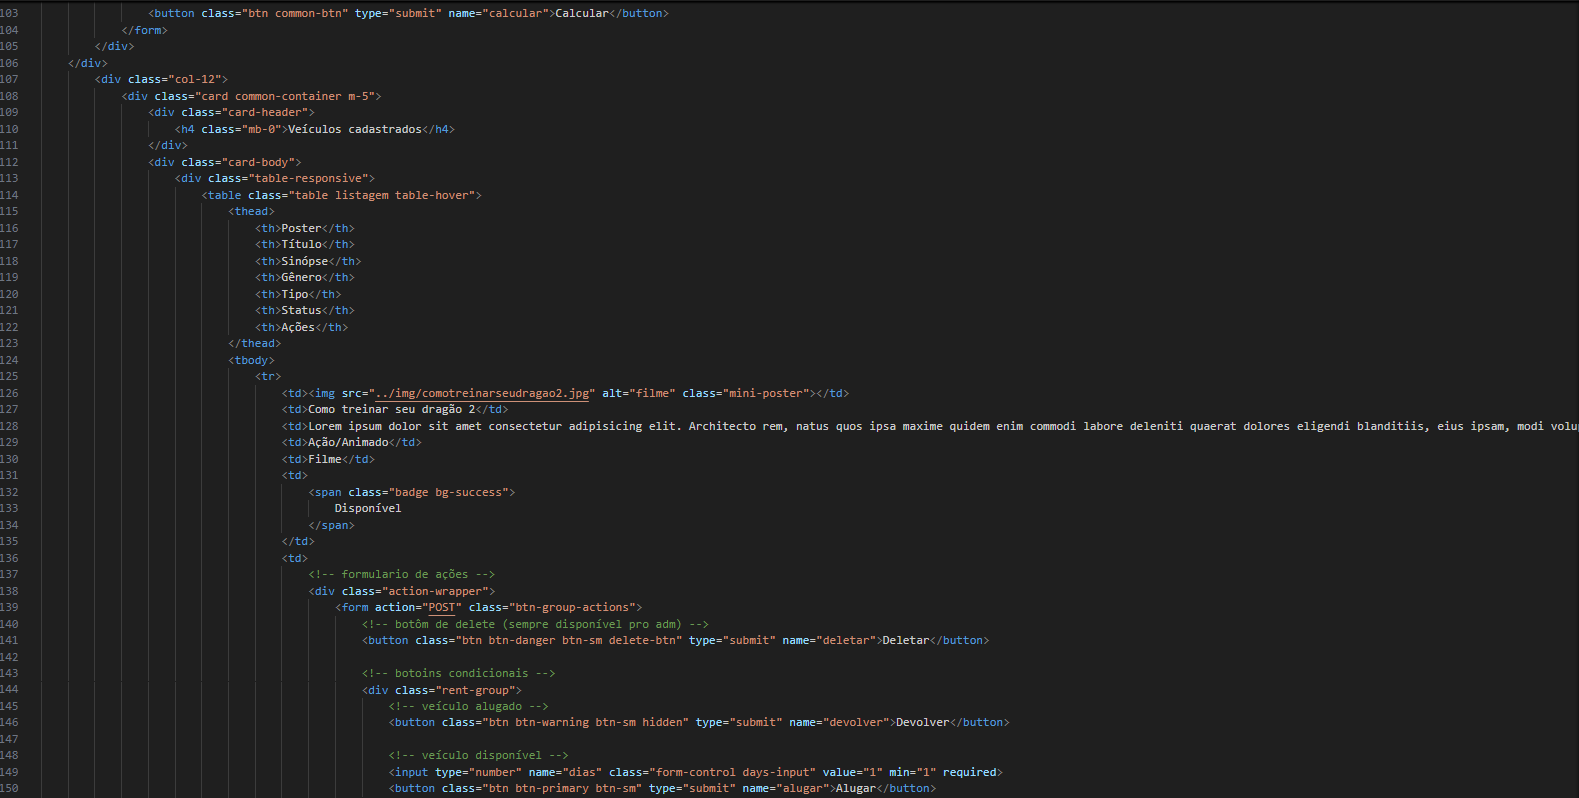 103 <button class="btn common-btn" type="submit" name="calcular">Calcular</button>
104 </form>
105 </div>
106 </div>
107 <div class="col-12">
108 <div class="card common-container m-5">
109 <div class="card-header">
110 <h4 class="mb-0">Veículos cadastrados</h4>
111 </div>
112 <div class="card-body">
113 <div class="table-responsive">
114 <table class="table listagem table-hover">
115 <thead>
116 <th>Poster</th>
117 <th>Título</th>
118 <th>Sinópse</th>
119 <th>Gênero</th>
120 <th>Tipo</th>
121 <th>Status</th>
122 <th>Ações</th>
123 </thead>
124 <tbody>
125 <tr>
126 <td><img src="../img/comotreinarseudragao2.jpg" alt="filme" class="mini-poster"></td>
127 <td>Como treinar seu dragão 2</td>
128 <td>Lorem ipsum dolor sit amet consectetur adipisicing elit. Architecto rem, natus quos ipsa maxime quidem enim commodi labore deleniti quaerat dolores eligendi blanditiis, eius ipsam, modi volu
129 <td>Ação/Animado</td>
130 <td>Filme</td>
131 <td>
132 <span class="badge bg-success">
133 Disponível
134 </span>
135 </td>
136 <td>
137 <!-- formulario de ações -->
138 <div class="action-wrapper">
139 <form action="POST" class="btn-group-actions">
140 <!-- botôm de delete (sempre disponível pro adm) -->
141 <button class="btn btn-danger btn-sm delete-btn" type="submit" name="deletar">Deletar</button>
142
143 <!-- botoins condicionais -->
144 <div class="rent-group">
145 <!-- veículo alugado -->
146 <button class="btn btn-warning btn-sm hidden" type="submit" name="devolver">Devolver</button>
147
148 <!-- veículo disponível -->
149 <input type="number" name="dias" class="form-control days-input" value="1" min="1" required>
150 <button class="btn btn-primary btn-sm" type="submit" name="alugar">Alugar</button>